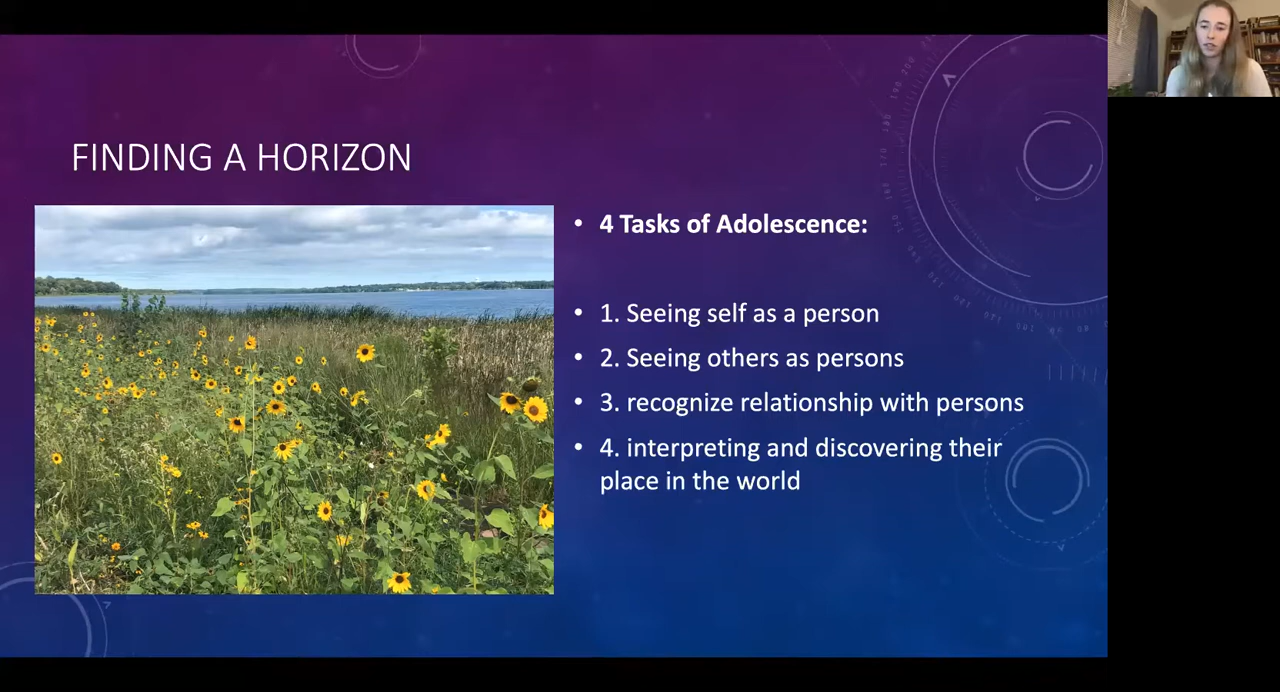 FINDING A HORIZON
• 4 Tasks of Adolescence:
• 1. Seeing self as a person
• 2. Seeing others as persons
• 3. recognize relationship with persons
• 4. interpreting and discovering their
place in the world